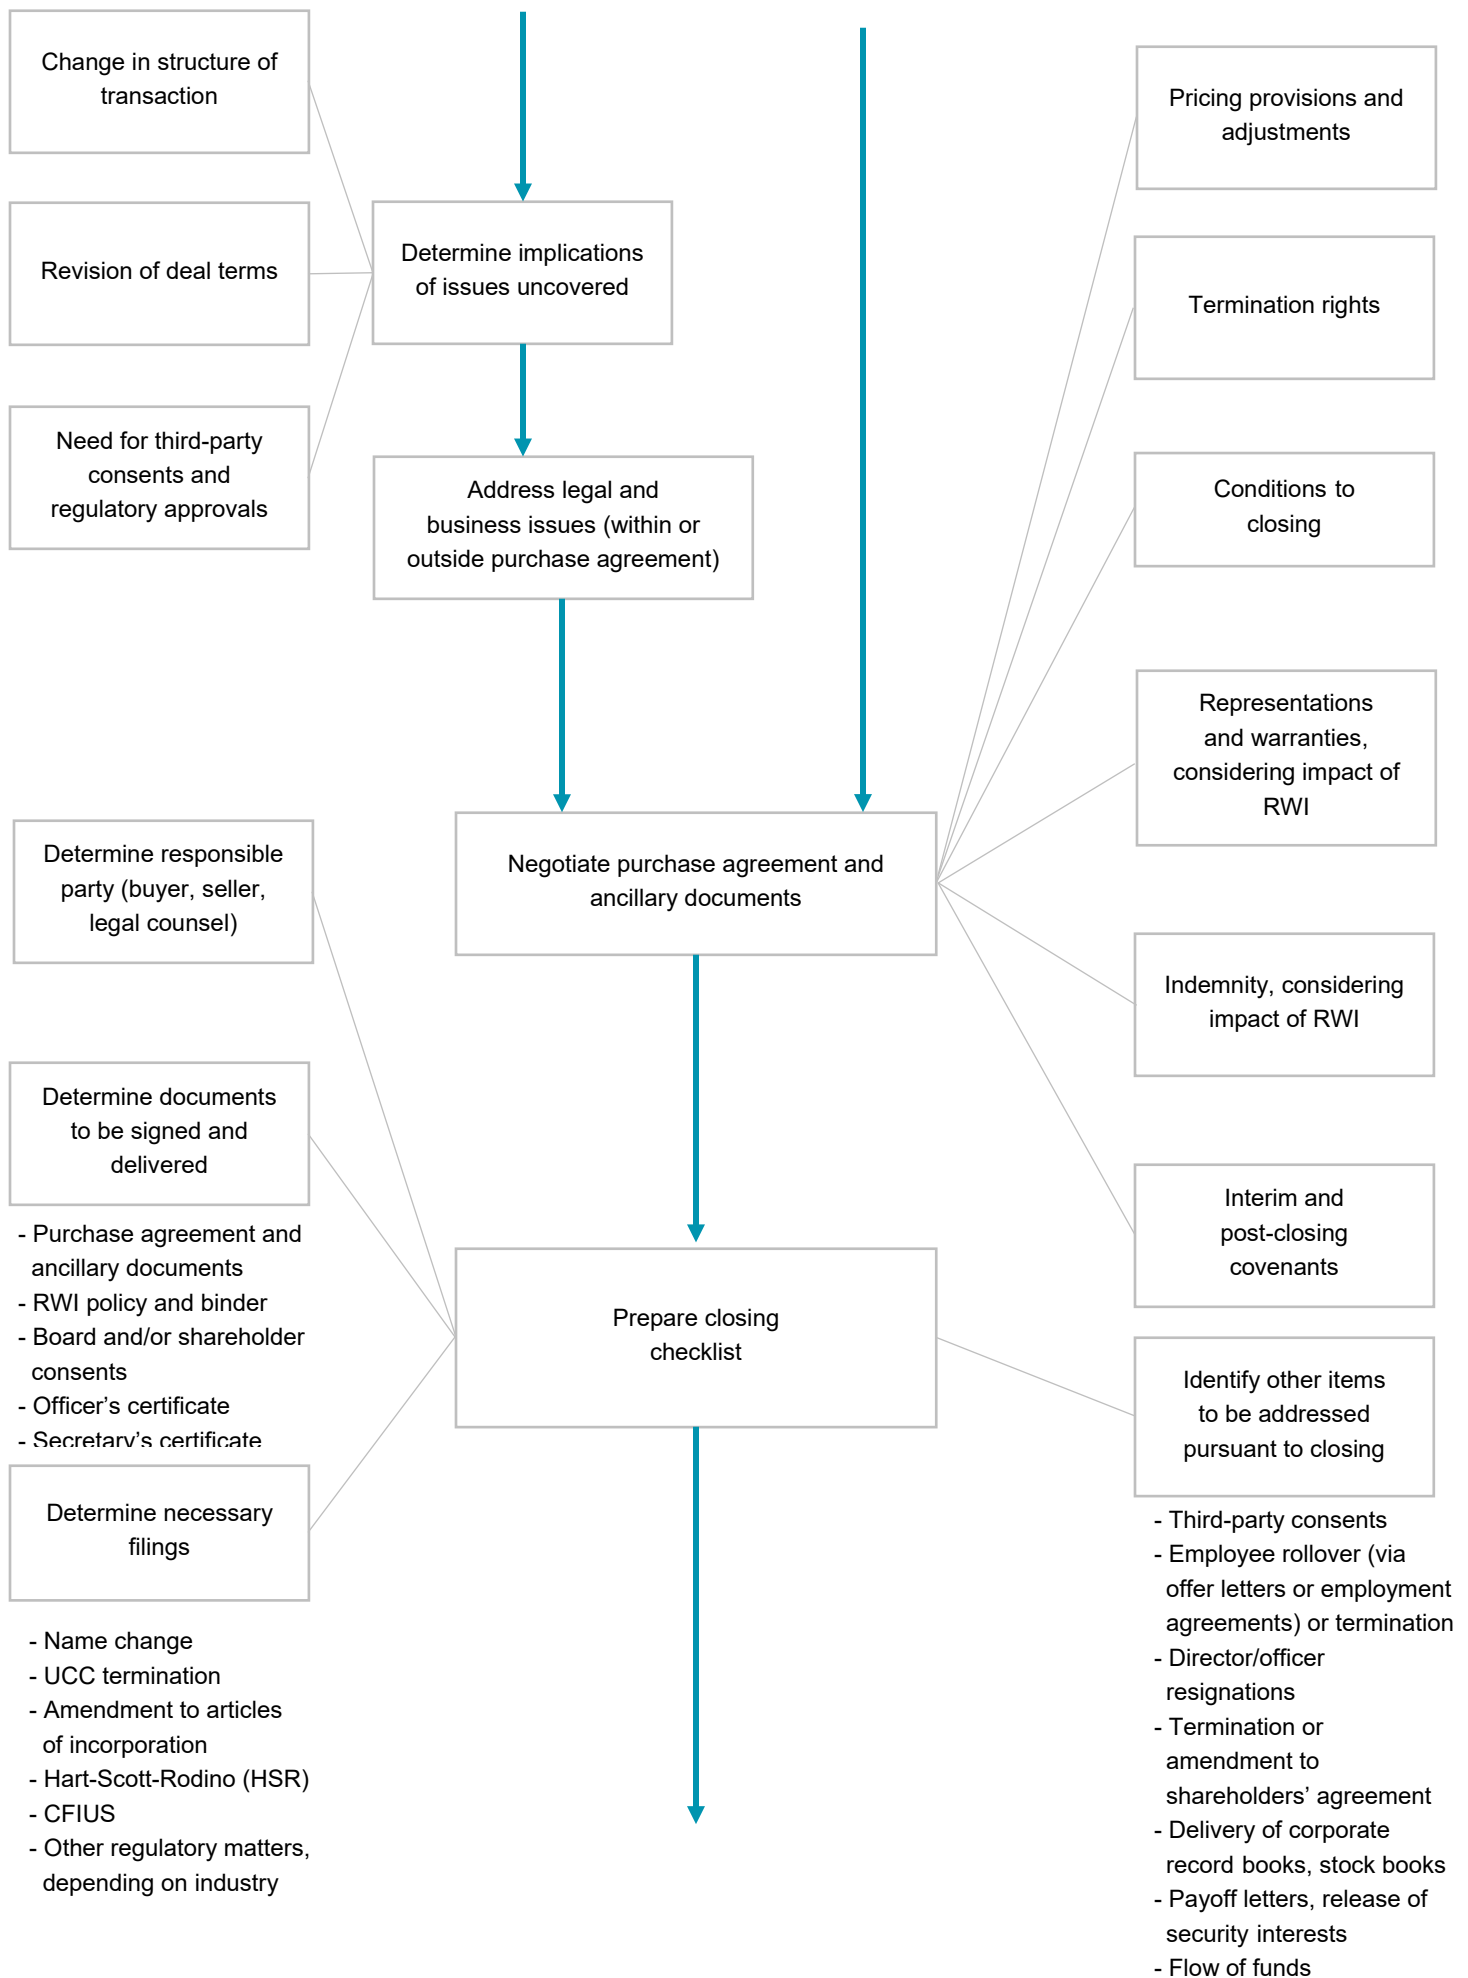 Change in structure of
transaction
Revision of deal terms
Need for third-party
consents and
regulatory approvals
Determine implications
of issues uncovered
Address legal and
business issues (within or
outside purchase agreement)
Pricing provisions and
adjustments
Termination rights
Conditions to
closing
Representations
and warranties,
considering impact of
RWI
Indemnity, considering
impact of RWI
Interim and
post-closing
covenants
Negotiate purchase agreement and
ancillary documents
Determine responsible
party (buyer, seller,
legal counsel)
Determine documents
to be signed and
delivered
- Purchase agreement and
ancillary documents
- RWI policy and binder
- Board and/or shareholder
consents
- Officer’s certificate
- Secretary’s certificate
Determine necessary
filings
- Name change
- UCC termination
- Amendment to articles
of incorporation
- Hart-Scott-Rodino (HSR)
- CFIUS
- Other regulatory matters,
depending on industry
Prepare closing
checklist
Identify other items
to be addressed
pursuant to closing
- Third-party consents
- Employee rollover (via
offer letters or employment
agreements) or termination
- Director/officer
resignations
- Termination or
amendment to
shareholders’ agreement
- Delivery of corporate
record books, stock books
- Payoff letters, release of
security interests
- Flow of funds